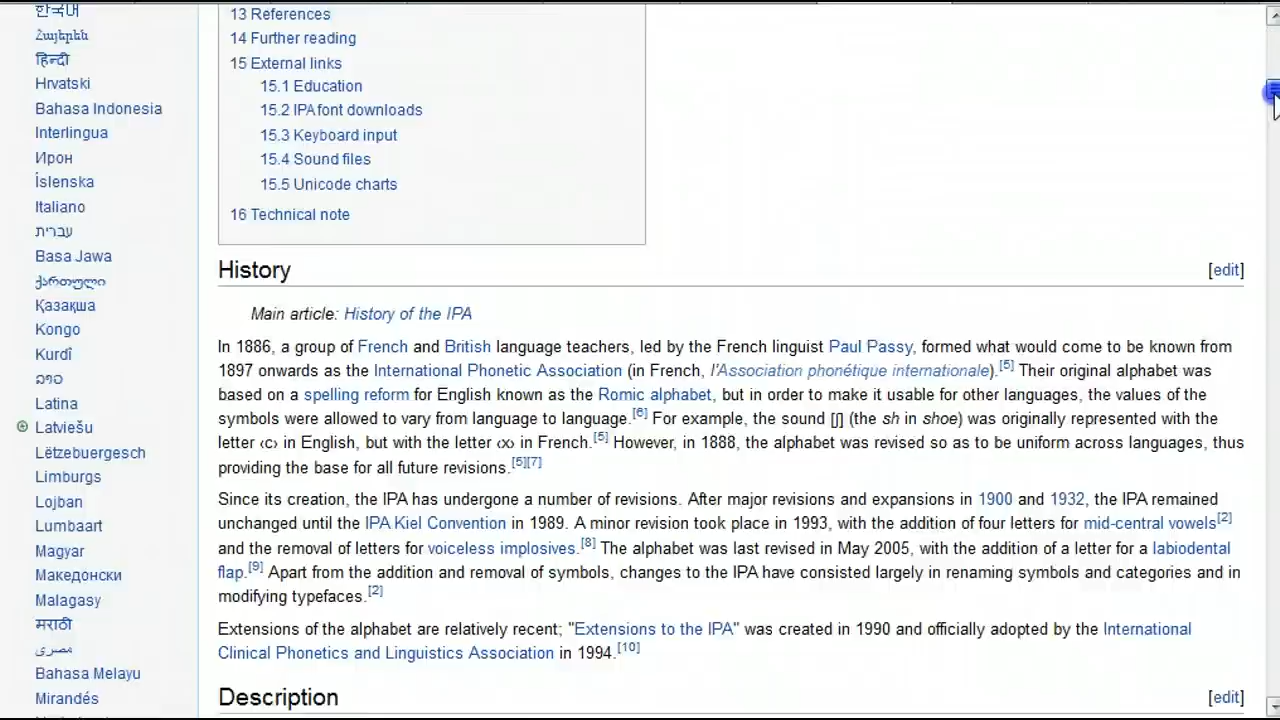 한국어
Հայերեն
हिन्दी
Hrvatski
Bahasa Indonesia
Interlingua
Ирон
Íslenska
Italiano
עברית
Basa Jawa
ქართული
Қазақша
Kongo
Kurdî
ລາວ
Latina
Latviešu
Lëtzebuergesch
Limburgs
Lojban
Lumbaart
Magyar
Македонски
Malagasy
मराठी
مصرى
Bahasa Melayu
Mirandés
13 References
14 Further reading
15 External links
15.1 Education
15.2 IPA font downloads
15.3 Keyboard input
15.4 Sound files
15.5 Unicode charts
16 Technical note
History [edit]
Main article: History of the IPA
In 1886, a group of French and British language teachers, led by the French linguist Paul Passy, formed what would come to be known from
1897 onwards as the International Phonetic Association (in French, l'Association phonétique internationale).[5] Their original alphabet was
based on a spelling reform for English known as the Romic alphabet, but in order to make it usable for other languages, the values of the
symbols were allowed to vary from language to language.[6] For example, the sound [ʃ] (the sh in shoe) was originally represented with the
letter ‹c› in English, but with the letter ‹x› in French.[5] However, in 1888, the alphabet was revised so as to be uniform across languages, thus
providing the base for all future revisions.[5][7]
Since its creation, the IPA has undergone a number of revisions. After major revisions and expansions in 1900 and 1932, the IPA remained
unchanged until the IPA Kiel Convention in 1989. A minor revision took place in 1993, with the addition of four letters for mid-central vowels[2]
and the removal of letters for voiceless implosives.[8] The alphabet was last revised in May 2005, with the addition of a letter for a labiodental
flap.[9] Apart from the addition and removal of symbols, changes to the IPA have consisted largely in renaming symbols and categories and in
modifying typefaces.[2]
Extensions of the alphabet are relatively recent; "Extensions to the IPA" was created in 1990 and officially adopted by the International
Clinical Phonetics and Linguistics Association in 1994.[10]
Description [edit]